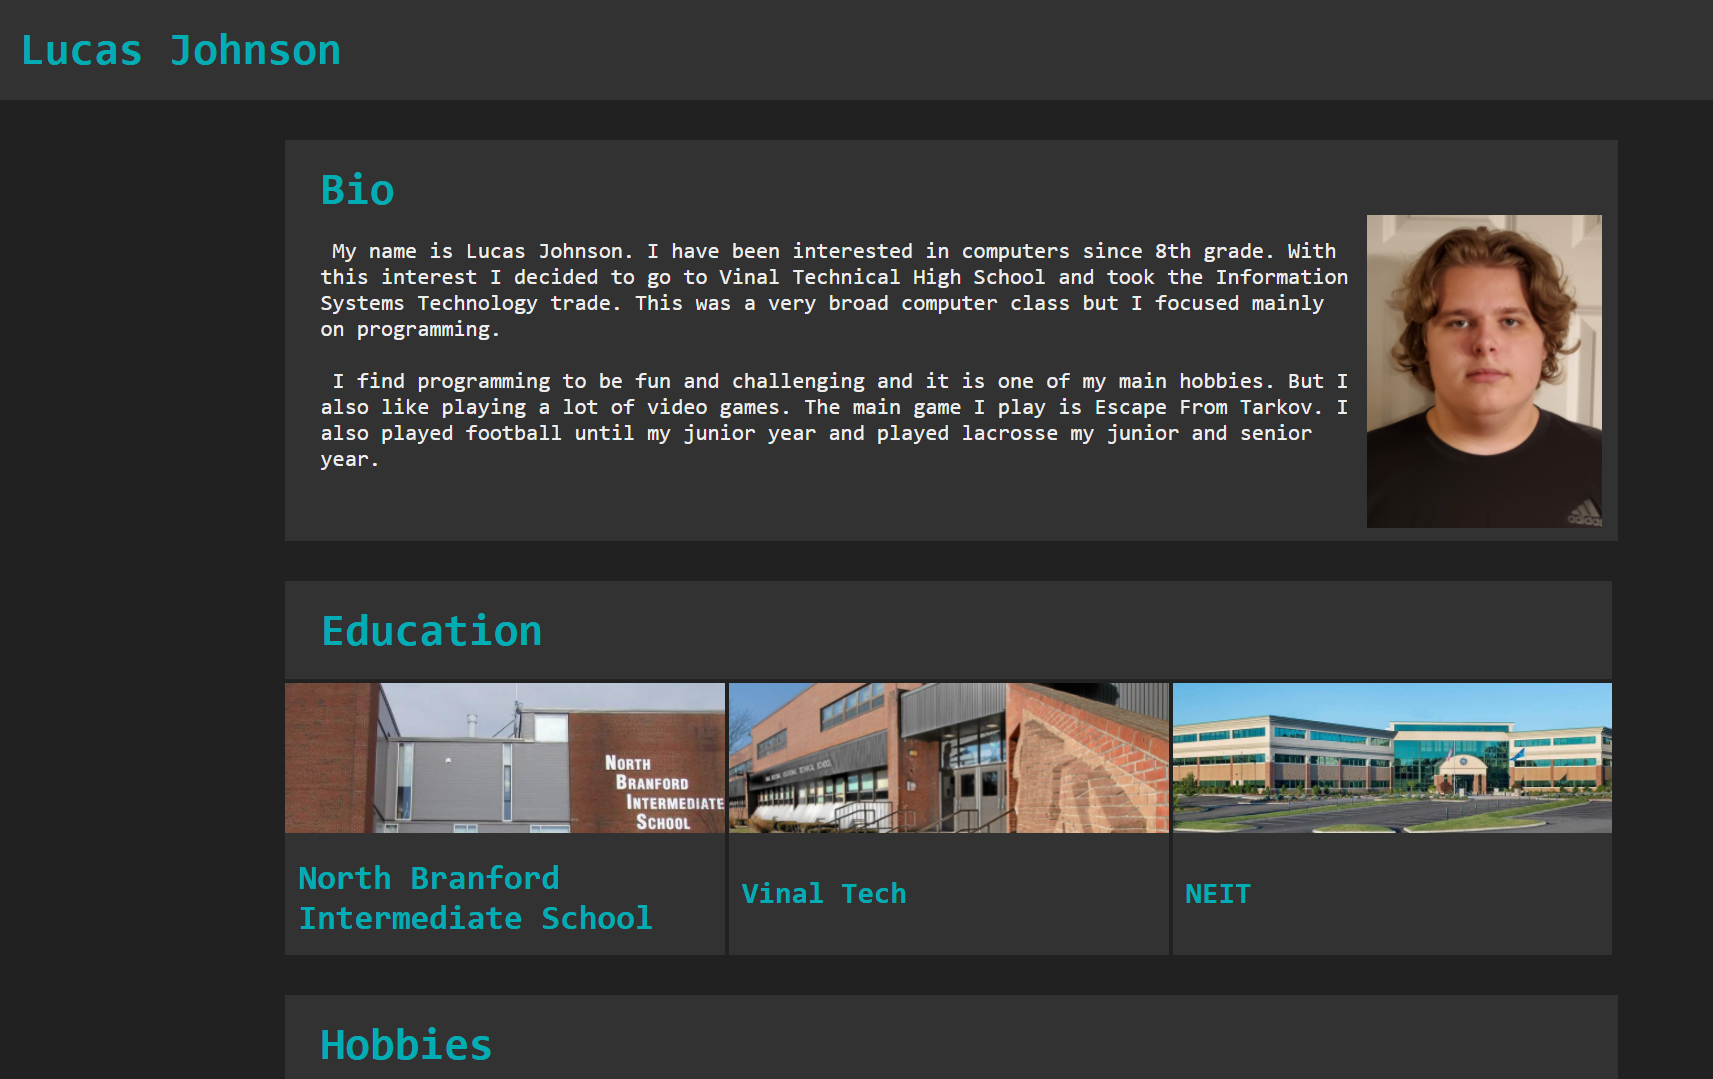 Lucas Johnson
Bio
My name is Lucas Johnson. I have been interested in computers since 8th grade. With
this interest I decided to go to Vinal Technical High School and took the Information
Systems Technology trade. This was a very broad computer class but I focused mainly
on programming.
I find programming to be fun and challenging and it is one of my main hobbies. But I
also like playing a lot of video games. The main game I play is Escape From Tarkov. I
also played football until my junior year and played lacrosse my junior and senior
year.
adidas
Education
NORTH
BRANFORD
INTERMEDIATE
SCHOOL
North Branford
Intermediate School
Vinal Tech
NEIT
Hobbies